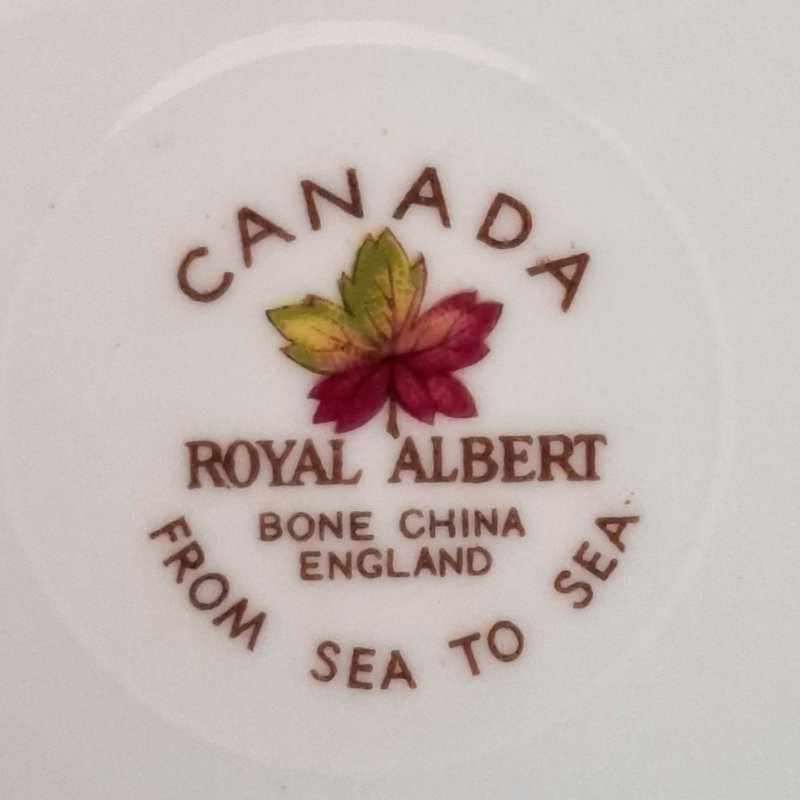 CANADA
ROYAL ALBERT
BONE CHINA
ENGLAND
FROM SEA TO SEA